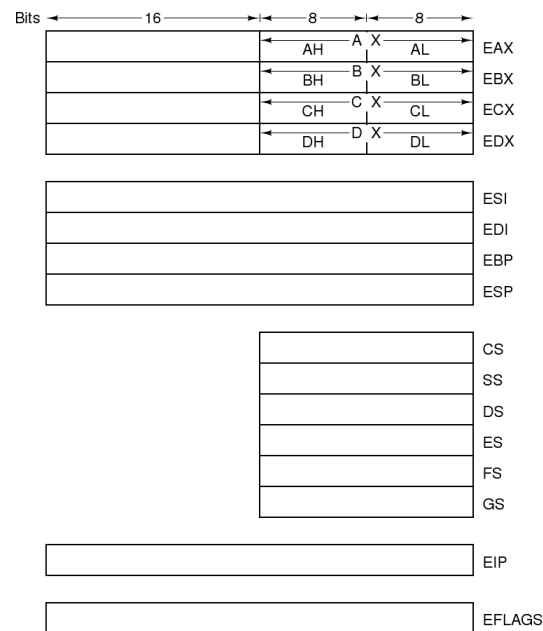 Bits 16 8 8
A X
AH AL EAX
B X
BH BL EBX
C X
CH CL ECX
D X
DH DL EDX
ESI
EDI
EBP
ESP
CS
SS
DS
ES
FS
GS
EIP
EFLAGS